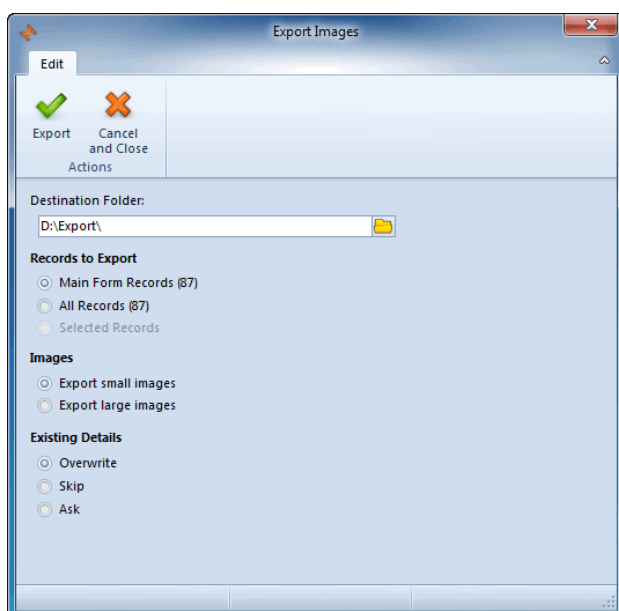 Export Images
Edit
Export
Cancel
and Close
Actions
Destination Folder:
D:\Export\
Records to Export
Main Form Records (87)
All Records (87)
Selected Records
Images
Export small images
Export large images
Existing Details
Overwrite
Skip
Ask